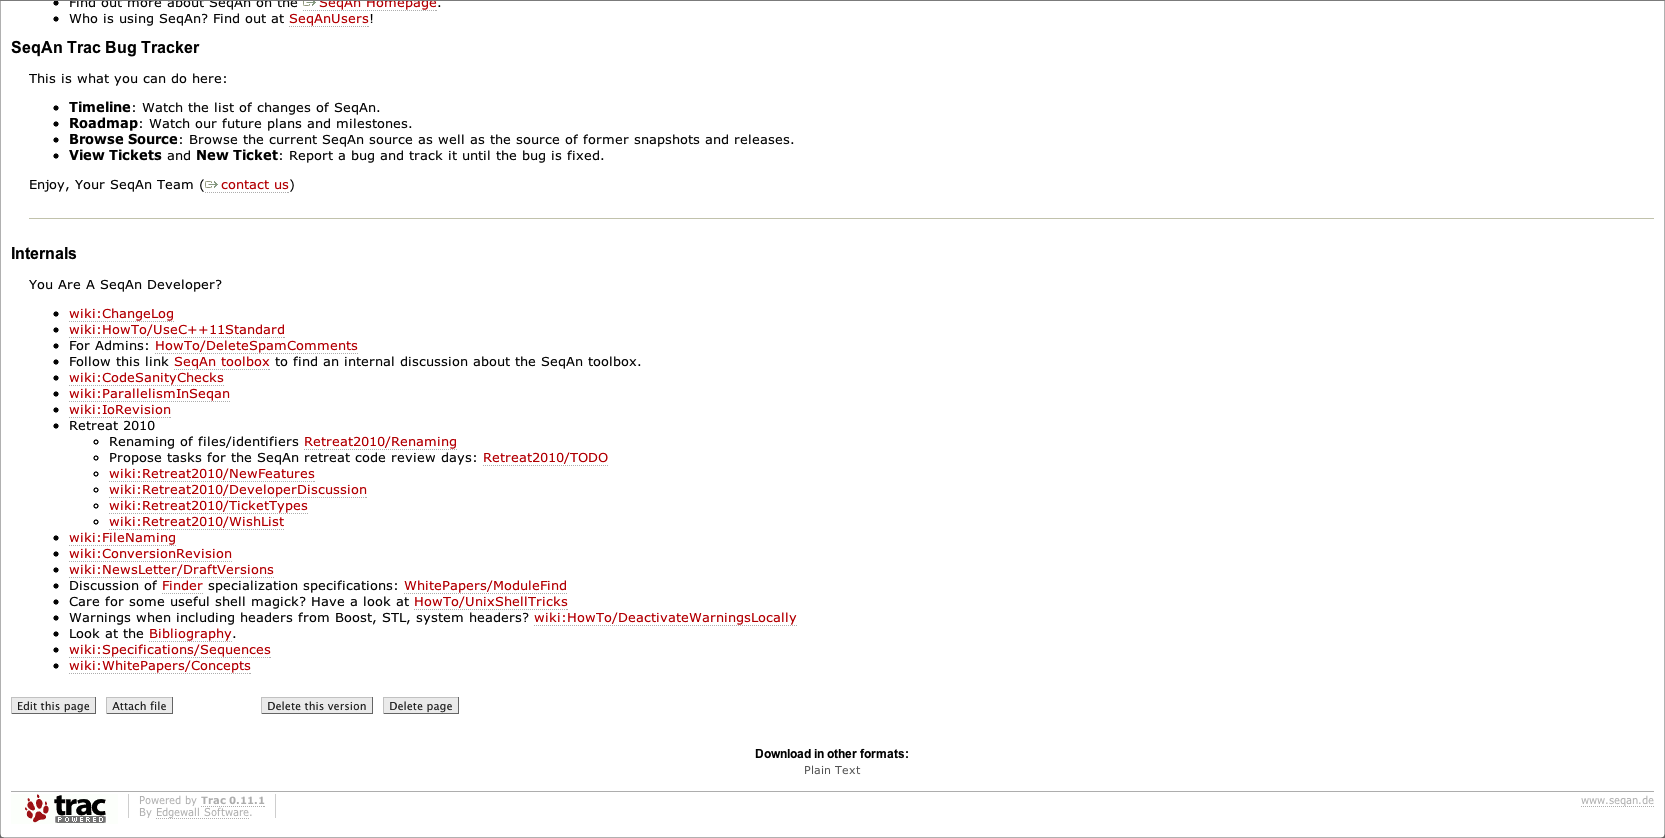 Find out more about SeqAn on the SeqAn Homepage.
Who is using SeqAn? Find out at SeqAnUsers!
SeqAn Trac Bug Tracker
This is what you can do here:
Timeline: Watch the list of changes of SeqAn.
Roadmap: Watch our future plans and milestones.
Browse Source: Browse the current SeqAn source as well as the source of former snapshots and releases.
View Tickets and New Ticket: Report a bug and track it until the bug is fixed.
Enjoy, Your SeqAn Team (contact us)
Internals
You Are A SeqAn Developer?
wiki:ChangeLog
wiki:HowTo/UseC++11Standard
For Admins: HowTo/DeleteSpamComments
Follow this link SeqAn toolbox to find an internal discussion about the SeqAn toolbox.
wiki:CodeSanityChecks
wiki:ParallelismInSeqan
wiki:IoRevision
Retreat 2010
Renaming of files/identifiers Retreat2010/Renaming
Propose tasks for the SeqAn retreat code review days: Retreat2010/TODO
wiki:Retreat2010/NewFeatures
wiki:Retreat2010/DeveloperDiscussion
wiki:Retreat2010/TicketTypes
wiki:Retreat2010/WishList
wiki:FileNaming
wiki:ConversionRevision
wiki:NewsLetter/DraftVersions
Discussion of Finder specialization specifications: WhitePapers/ModuleFind
Care for some useful shell magick? Have a look at HowTo/UnixShellTricks
Warnings when including headers from Boost, STL, system headers? wiki:HowTo/DeactivateWarningsLocally
Look at the Bibliography.
wiki:Specifications/Sequences
wiki:WhitePapers/Concepts
Edit this page Attach file Delete this version Delete page
Download in other formats:
Plain Text
trac POWERED
Powered by Trac 0.11.1
By Edgewall Software.
www.seqan.de